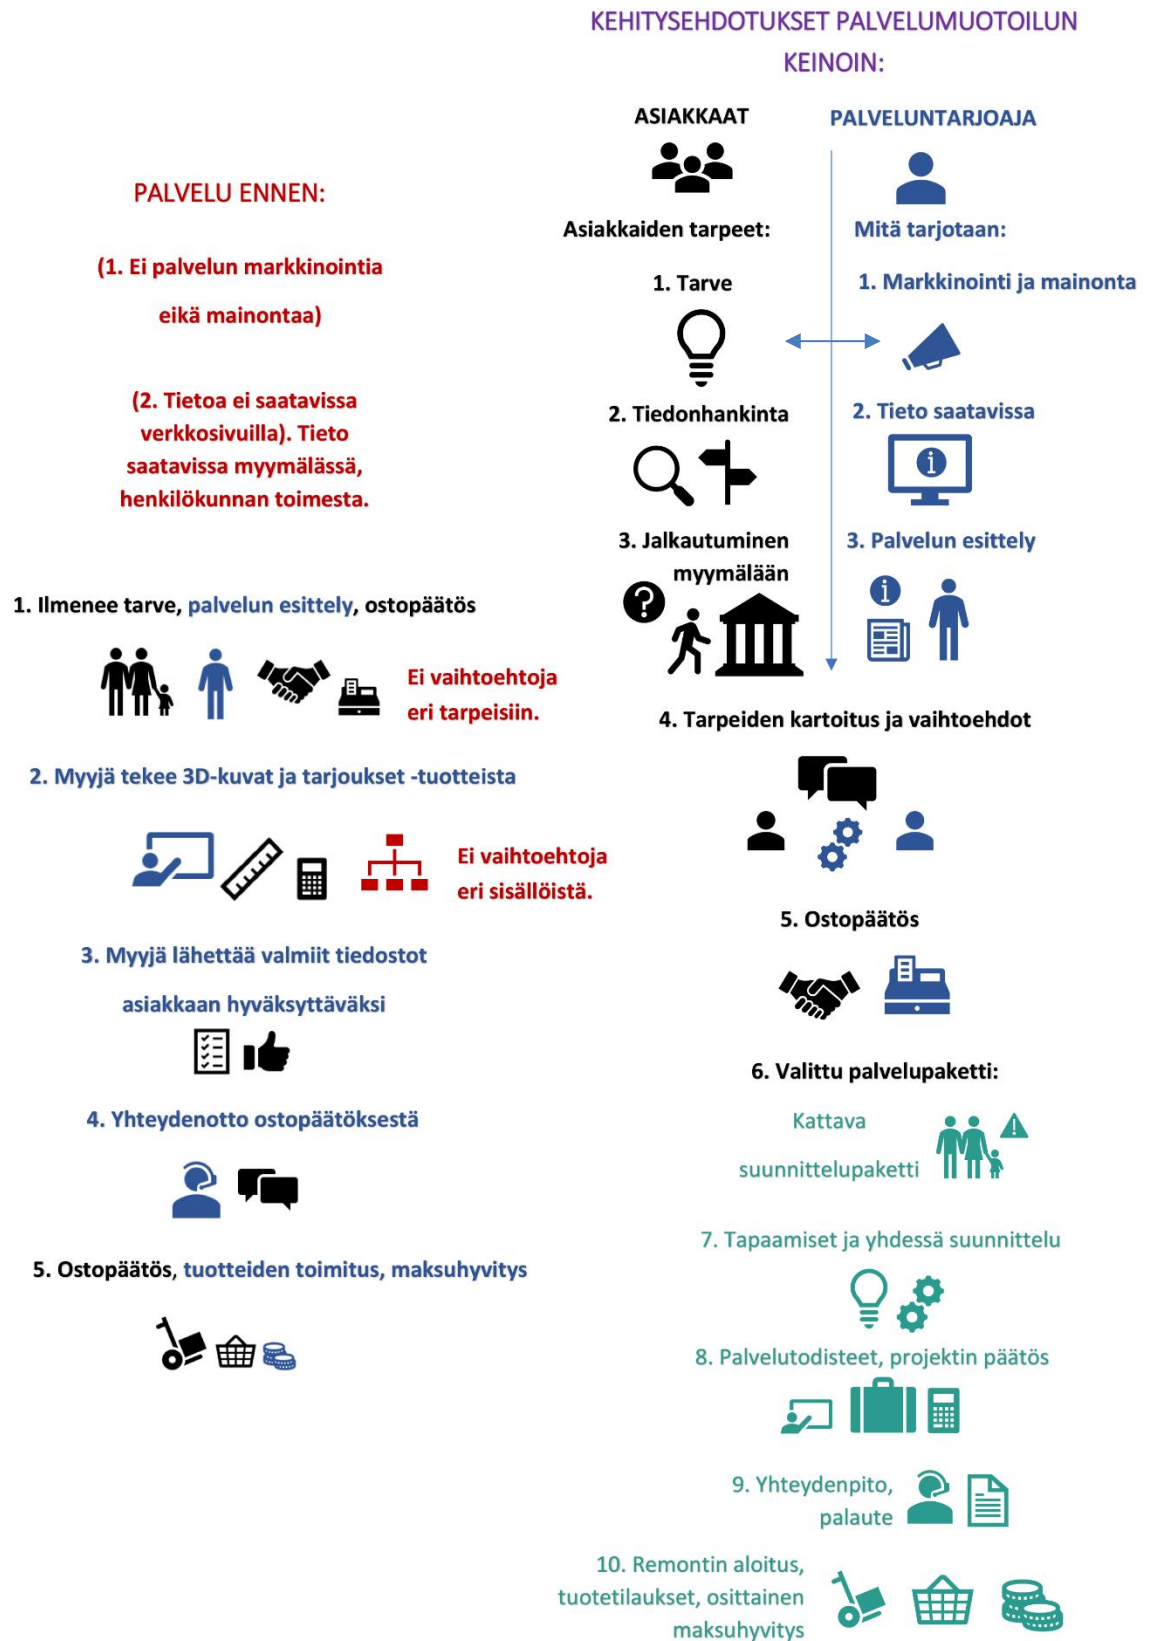 PALVELU ENNEN:
(1. Ei palvelun markkinointia
eikä mainontaa)
(2. Tietoa ei saatavissa
verkkosivuilla). Tieto
saatavissa myymälässä,
henkilökunnan toimesta.
1. Ilmenee tarve, palvelun esittely, ostopäätös
Ei vaihtoehtoja
eri tarpeisiin.
2. Myyjä tekee 3D-kuvat ja tarjoukset -tuotteista
Ei vaihtoehtoja
eri sisällöistä.
3. Myyjä lähettää valmiit tiedostot
asiakkaan hyväksyttäväksi
4. Yhteydenotto ostopäätöksestä
5. Ostopäätös, tuotteiden toimitus, maksuhyvitys
KEHITYSEHDOTUKSET PALVELUMUOTOILUN
KEINOIN:
ASIAKKAAT
PALVELUNTARJOAJA
Asiakkaiden tarpeet:
Mitä tarjotaan:
1. Tarve
1. Markkinointi ja mainonta
2. Tiedonhankinta
2. Tieto saatavissa
3. Jalkautuminen
myymälään
3. Palvelun esittely
4. Tarpeiden kartoitus ja vaihtoehdot
5. Ostopäätös
6. Valittu palvelupaketti:
Kattava
suunnittelupaketti
7. Tapaamiset ja yhdessä suunnittelu
8. Palvelutodisteet, projektin päätös
9. Yhteydenpito,
palaute
10. Remontin aloitus,
tuotetilaukset, osittainen
maksuhyvitys